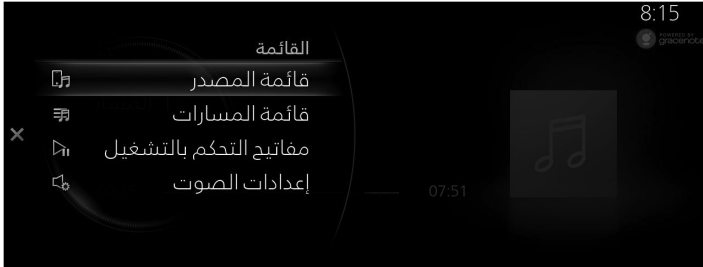 8:15
POWERED BY
gracenote
القائمة
قائمة المصدر
قائمة المسارات
مفاتيح التحكم بالتشغيل
إعدادات الصوت
07:51